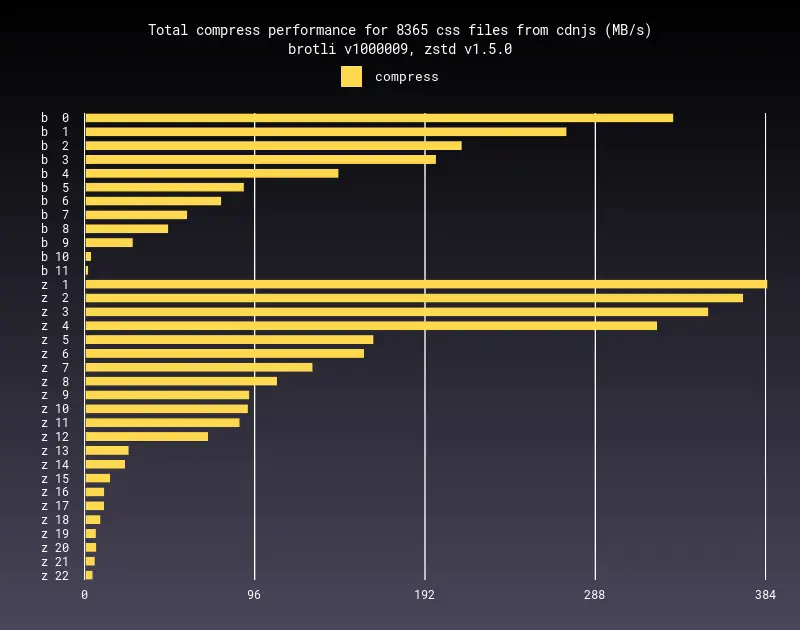 Total compress performance for 8365 css files from cdnjs (MB/s)
brotli v1000009, zstd v1.5.0
compress
b 0
b 1
b 2
b 3
b 4
b 5
b 6
b 7
b 8
b 9
b 10
b 11
z 1
z 2
z 3
z 4
z 5
z 6
z 7
z 8
z 9
z 10
z 11
z 12
z 13
z 14
z 15
z 16
z 17
z 18
z 19
z 20
z 21
z 22
0 96 192 288 384